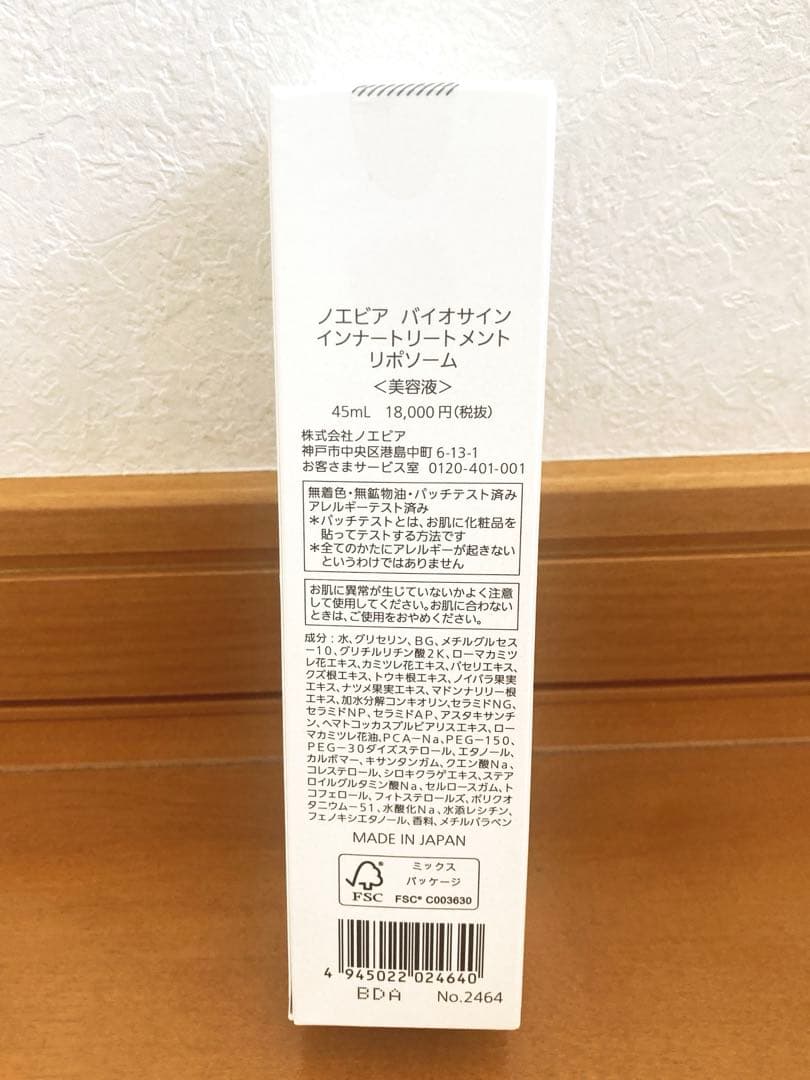 ノエビア バイオサイン
インナートリートメント
リポソーム
＜美容液＞
45mL 18,000円(税抜)
株式会社ノエビア
神戸市中央区港島中町 6-13-1
お客さまサービス室 0120-401-001
無着色・無鉱物油・パッチテスト済み
アレルギーテスト済み
＊パッチテストとは、お肌に化粧品を
貼ってテストする方法です
＊全てのかたにアレルギーが起きない
というわけではありません
お肌に異常が生じていないかよく注意
して使用してください。お肌に合わない
ときは、ご使用をおやめください。
成分：水、グリセリン、BG、メチルグルセス
－10、グリチルリチン酸2K、ローマカミツ
レ花エキス、カミツレ花エキス、パセリエキス、
クズ根エキス、トウキ根エキス、ノイバラ果実
エキス、ナツメ果実エキス、マドンナリリー根
エキス、加水分解コンキオリン、セラミドNG、
セラミドNP、セラミドAP、アスタキサンチ
ン、ヘマトコッカスプルビアリスエキス、ロー
マカミツレ花油、PCA－Na、PEG－150、
PEG－30ダイズステロール、エタノール、
カルボマー、キサンタンガム、クエン酸Na、
コレステロール、シロキクラゲエキス、ステア
ロイルグルタミン酸Na、セルロースガム、ト
コフェロール、フィトステロールズ、ポリクオ
タニウム－51、水酸化Na、水添レシチン、
フェノキシエタノール、香料、メチルパラベン
MADE IN JAPAN
ミックス
パッケージ
FSC
FSC® C003630
4 945022 024640
BDA No.2464